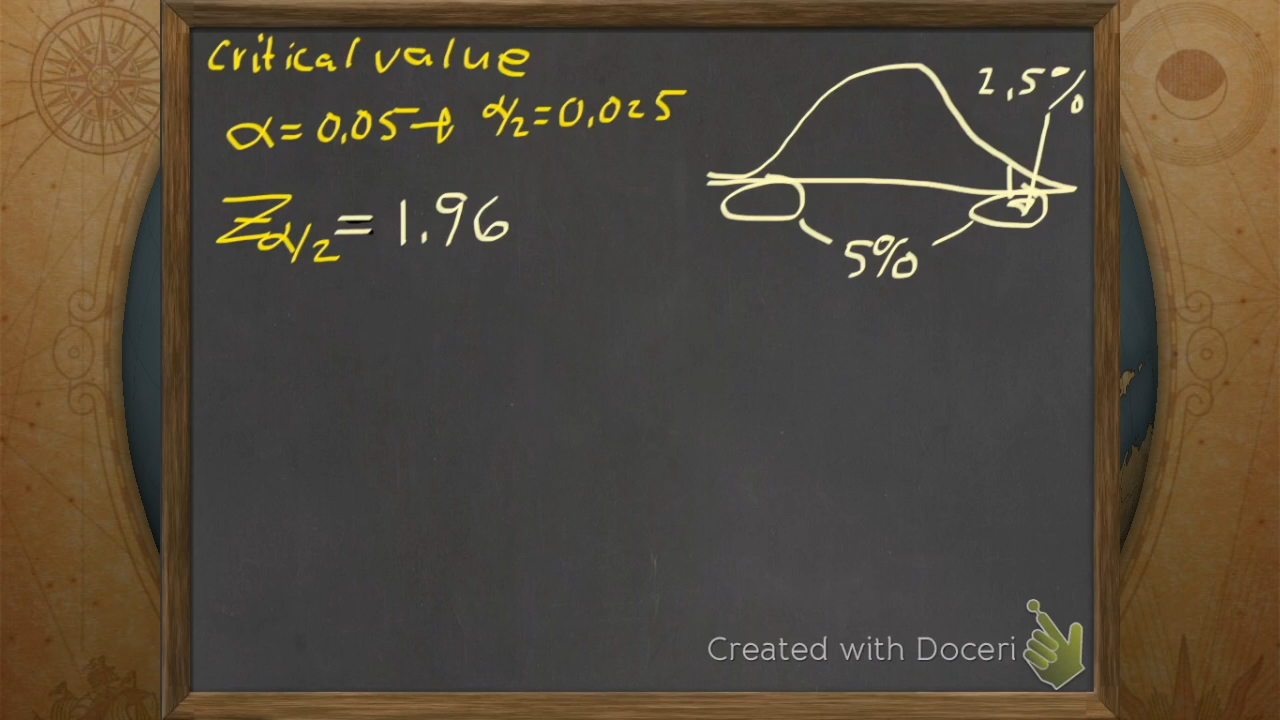 Critical value
α = 0.05 → α/2 = 0.025
Zα/2 = 1.96
2.5%
5%
Created with Doceri